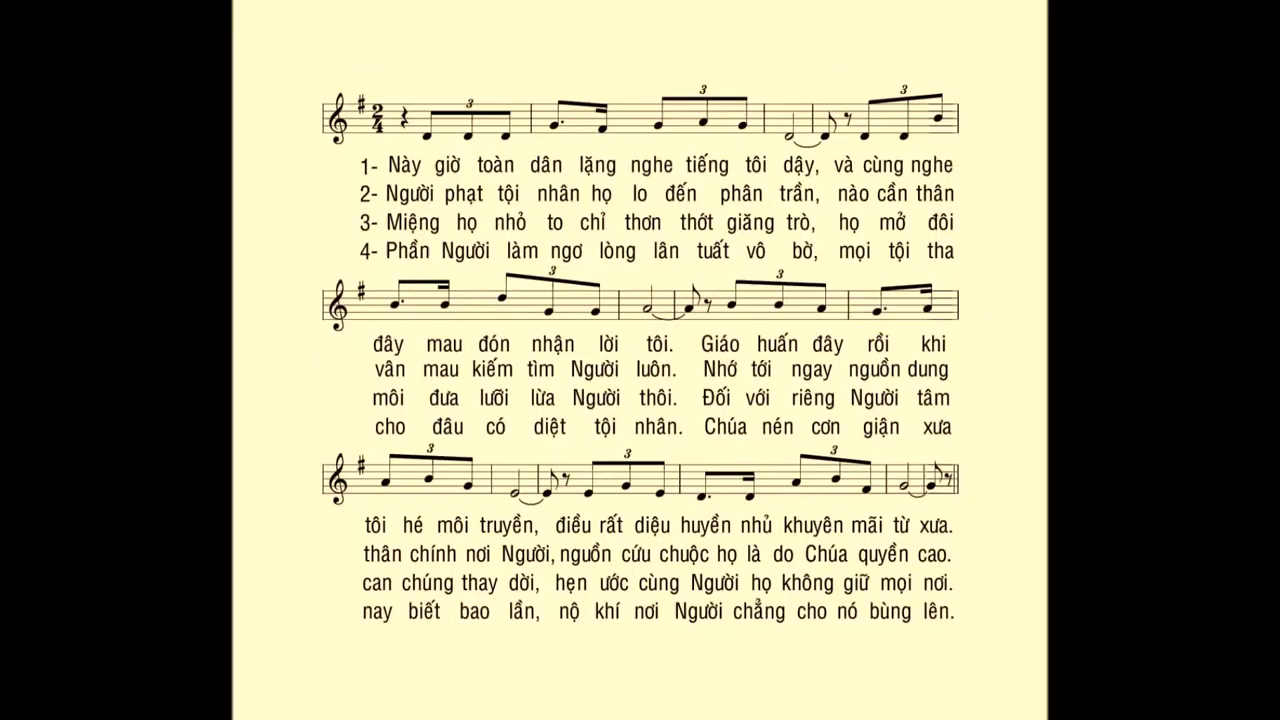 1- Này giờ toàn dân lặng nghe tiếng tôi dậy, và cùng nghe
2- Người phạt tội nhân họ lo đến phân trần, nào cần thân
3- Miệng họ nhỏ to chỉ thơn thớt giăng trò, họ mở đôi
4- Phần Người làm ngơ lòng lân tuất vô bờ, mọi tội tha
đây mau đón nhận lời tôi. Giáo huấn đây rồi khi
vân mau kiếm tìm Người luôn. Nhớ tới ngay nguồn dung
môi đưa lưỡi lừa Người thôi. Đối với riêng Người tâm
cho đâu có diệt tội nhân. Chúa nén cơn giận xưa
tôi hé môi truyền, điều rất diệu huyền nhủ khuyên mãi từ xưa.
thân chính nơi Người, nguồn cứu chuộc họ là do Chúa quyền cao.
can chúng thay dời, hẹn ước cùng Người họ không giữ mọi nơi.
nay biết bao lần, nộ khí nơi Người chẳng cho nó bùng lên.